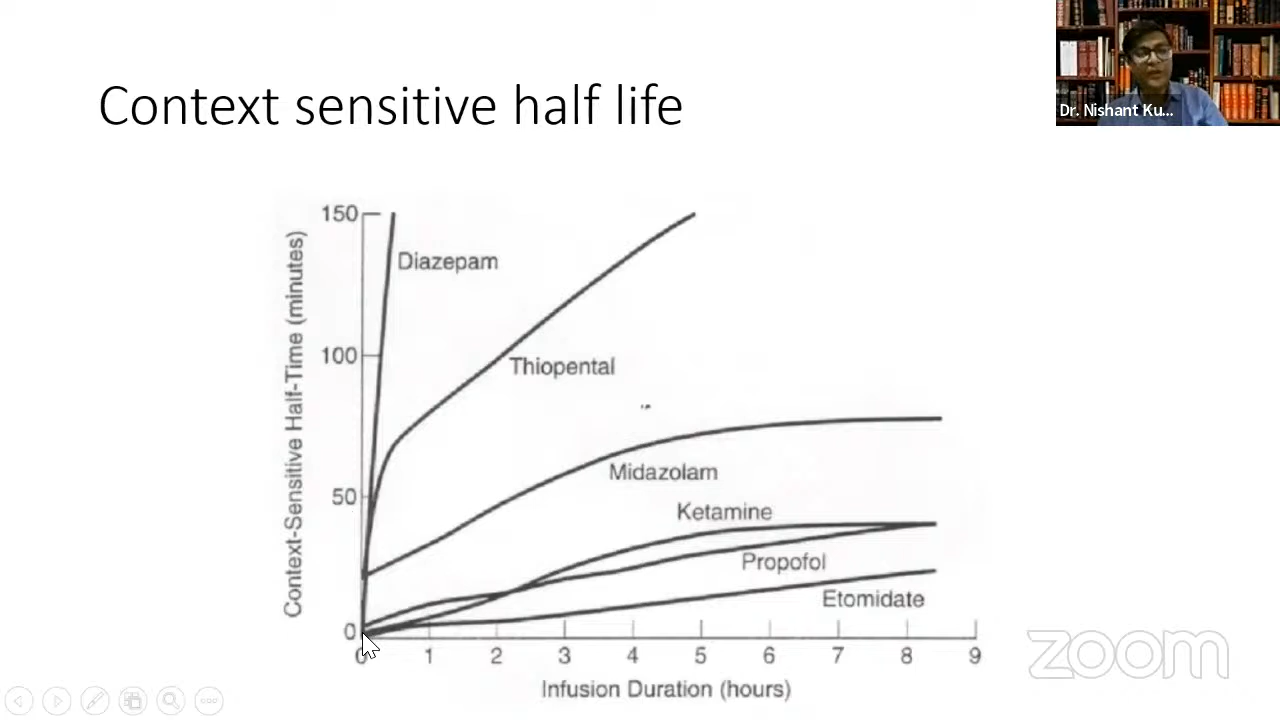 Context sensitive half life
Dr. Nishant Ku...
Context-Sensitive Half-Time (minutes)
150
100
50
0
Diazepam
Thiopental
Midazolam
Ketamine
Propofol
Etomidate
0 1 2 3 4 5 6 7 8 9
Infusion Duration (hours)
zoom